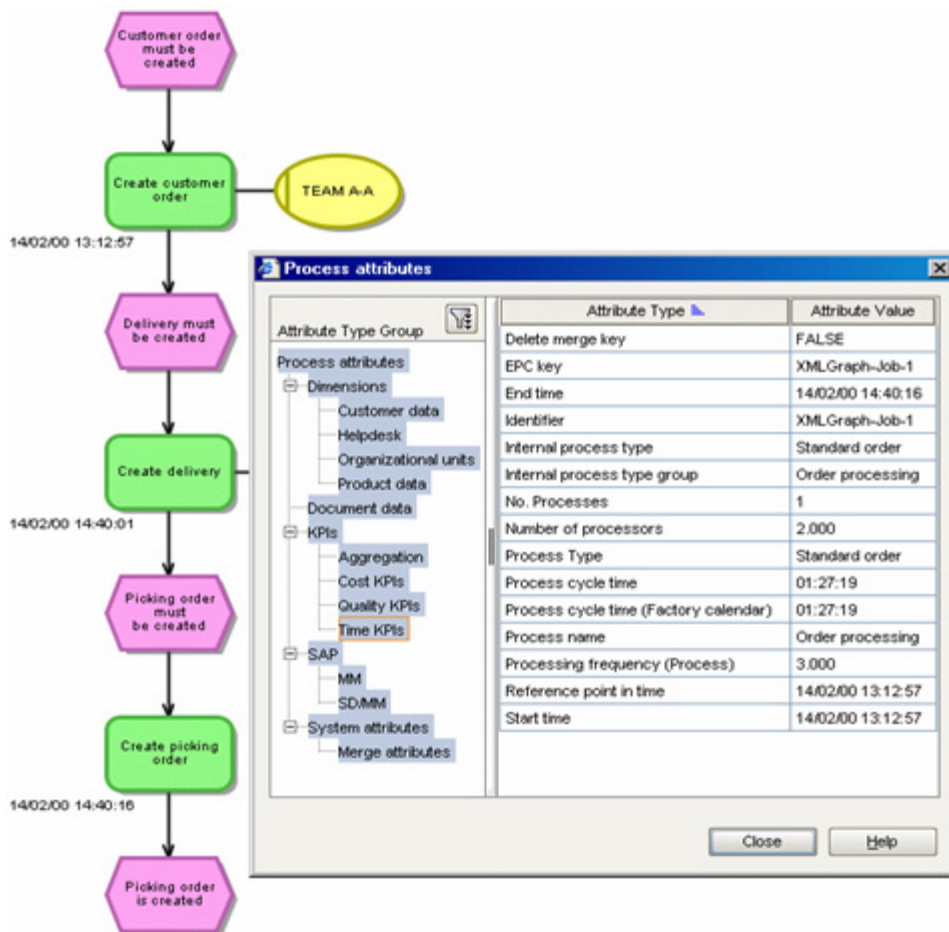 Customer order
must be
created
Create customer
order
TEAM A-A
14/02/00 13:12:57
Delivery must
be created
Create delivery
14/02/00 14:40:01
Picking order
must
be created
Create picking
order
14/02/00 14:40:16
Picking order
is created
Process attributes
Attribute Type Group
Process attributes
Dimensions
Customer data
Helpdesk
Organizational units
Product data
Document data
KPIs
Aggregation
Cost KPIs
Quality KPIs
Time KPIs
SAP
MM
SD/MM
System attributes
Merge attributes
Attribute Type Attribute Value
Delete merge key FALSE
EPC key XMLGraph-Job-1
End time 14/02/00 14:40:16
Identifier XMLGraph-Job-1
Internal process type Standard order
Internal process type group Order processing
No. Processes 1
Number of processors 2.000
Process Type Standard order
Process cycle time 01:27:19
Process cycle time (Factory calendar) 01:27:19
Process name Order processing
Processing frequency (Process) 3.000
Reference point in time 14/02/00 13:12:57
Start time 14/02/00 13:12:57
Close Help